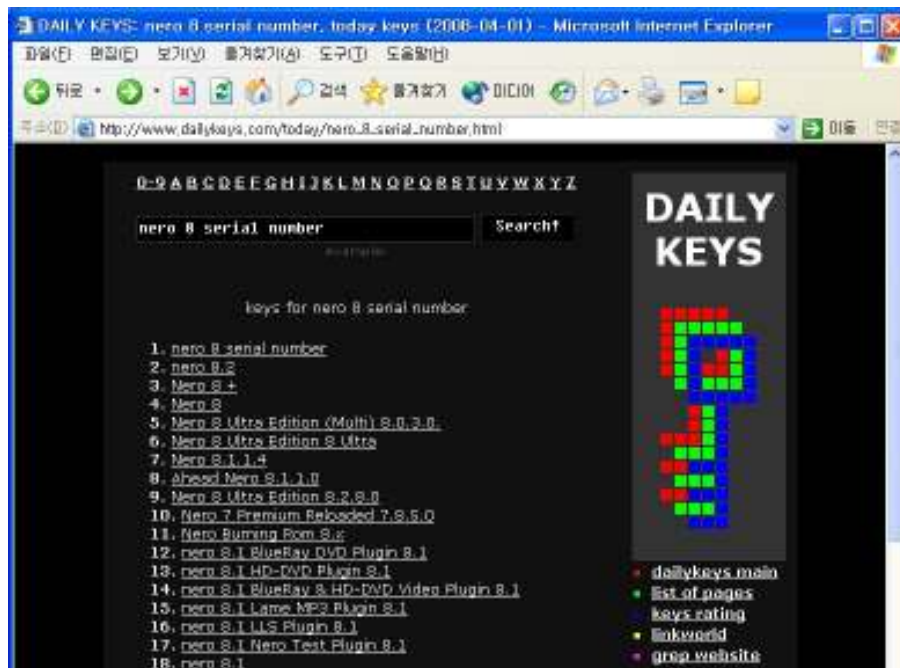 DAILY KEYS: nero 8 serial number, today keys (2008-04-01) - Microsoft Internet Explorer
파일(F) 편집(E) 보기(V) 즐겨찾기(A) 도구(T) 도움말(H)
뒤로 검색 즐겨찾기 미디어
주소(D) http://www.dailykeys.com/today/nero_8_serial_number.html 이동 연결
0-9 A B C D E F G H I J K L M N O P Q R S T U V W X Y Z
nero 8 serial number Search!
keys for nero 8 serial number
1. nero 8 serial number
2. nero 8.2
3. Nero 8 +
4. Nero 8
5. Nero 8 Ultra Edition (Multi) 8.0.3.0.
6. Nero 8 Ultra Edition 8 Ultra
7. Nero 8.1.1.4
8. Ahead Nero 8.1.1.0
9. Nero 8 Ultra Edition 8.2.8.0
10. Nero 7 Premium Reloaded 7.8.5.0
11. Nero Burning Rom 8.x
12. nero 8.1 BlueRay DVD Plugin 8.1
13. nero 8.1 HD-DVD Plugin 8.1
14. nero 8.1 BlueRay & HD-DVD Video Plugin 8.1
15. nero 8.1 Lame MP3 Plugin 8.1
16. nero 8.1 LLS Plugin 8.1
17. nero 8.1 Nero Test Plugin 8.1
18. nero 8.1
DAILY
KEYS
dailykeys main
list of pages
keys rating
linkworld
grep website